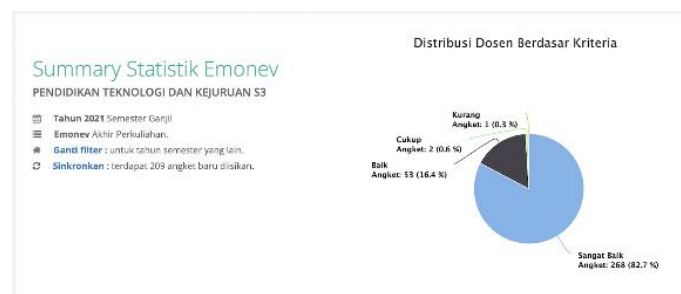 Distribusi Dosen Berdasar Kriteria
Summary Statistik Emonev
PENDIDIKAN TEKNOLOGI DAN KEJURUAN S3
Tahun 2021 Semester Ganjil
Emonev Akhir Perkuliahan.
Ganti filter : untuk tahun semester yang lain.
Sinkronkan : terdapat 209 angket baru diisikan.
Kurang
Angket: 1 (0.3 %)
Cukup
Angket: 2 (0.6 %)
Baik
Angket: 53 (16.4 %)
Sangat Baik
Angket: 268 (82.7 %)